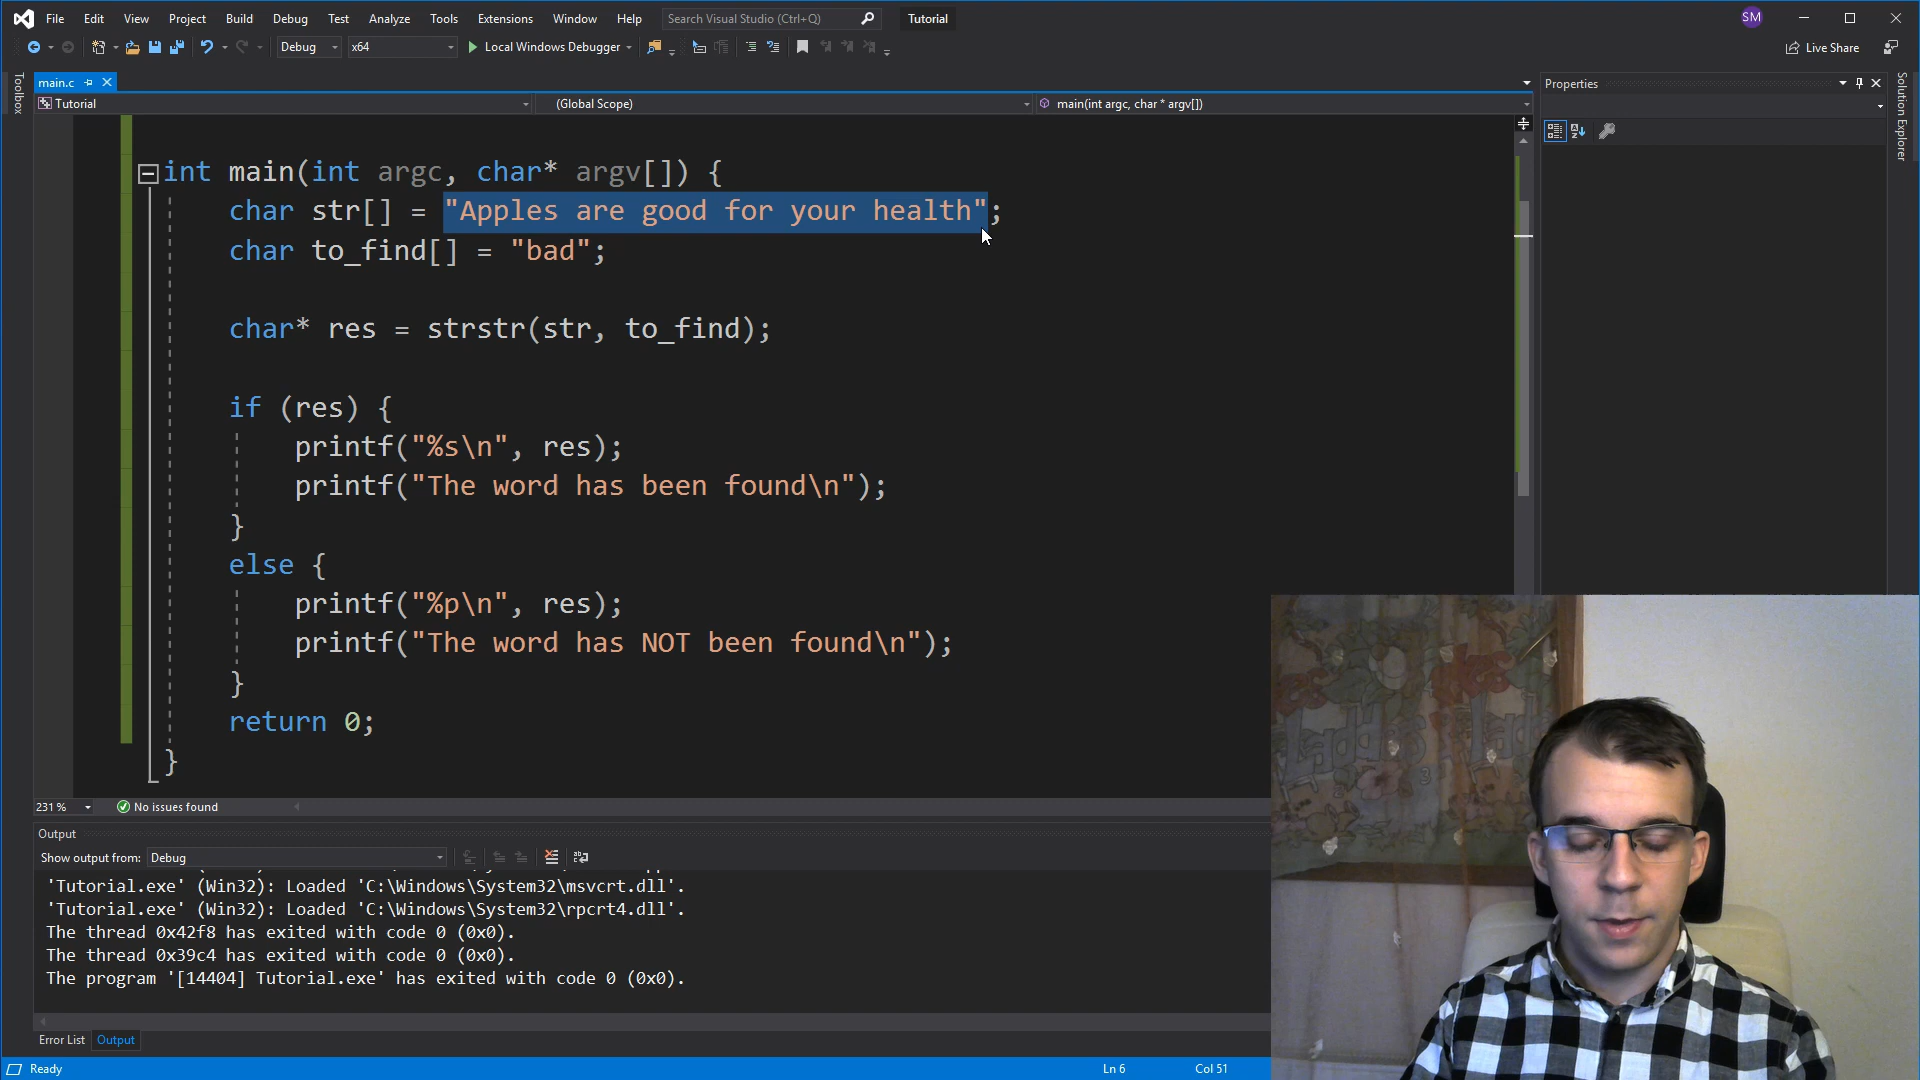 File Edit View Project Build Debug Test Analyze Tools Extensions Window Help Search Visual Studio (Ctrl+Q) Tutorial SM
Debug x64 Local Windows Debugger Live Share
Toolbox
main.c
Tutorial (Global Scope) main(int argc, char * argv[])
Properties
Solution Explorer
int main(int argc, char* argv[]) {
char str[] = "Apples are good for your health";
char to_find[] = "bad";
char* res = strstr(str, to_find);
if (res) {
printf("%s\n", res);
printf("The word has been found\n");
}
else {
printf("%p\n", res);
printf("The word has NOT been found\n");
}
return 0;
}
231 % No issues found
Output
Show output from: Debug
'Tutorial.exe' (Win32): Loaded 'C:\Windows\System32\msvcrt.dll'.
'Tutorial.exe' (Win32): Loaded 'C:\Windows\System32\rpcrt4.dll'.
The thread 0x42f8 has exited with code 0 (0x0).
The thread 0x39c4 has exited with code 0 (0x0).
The program '[14404] Tutorial.exe' has exited with code 0 (0x0).
Error List Output
Ready Ln 6 Col 51